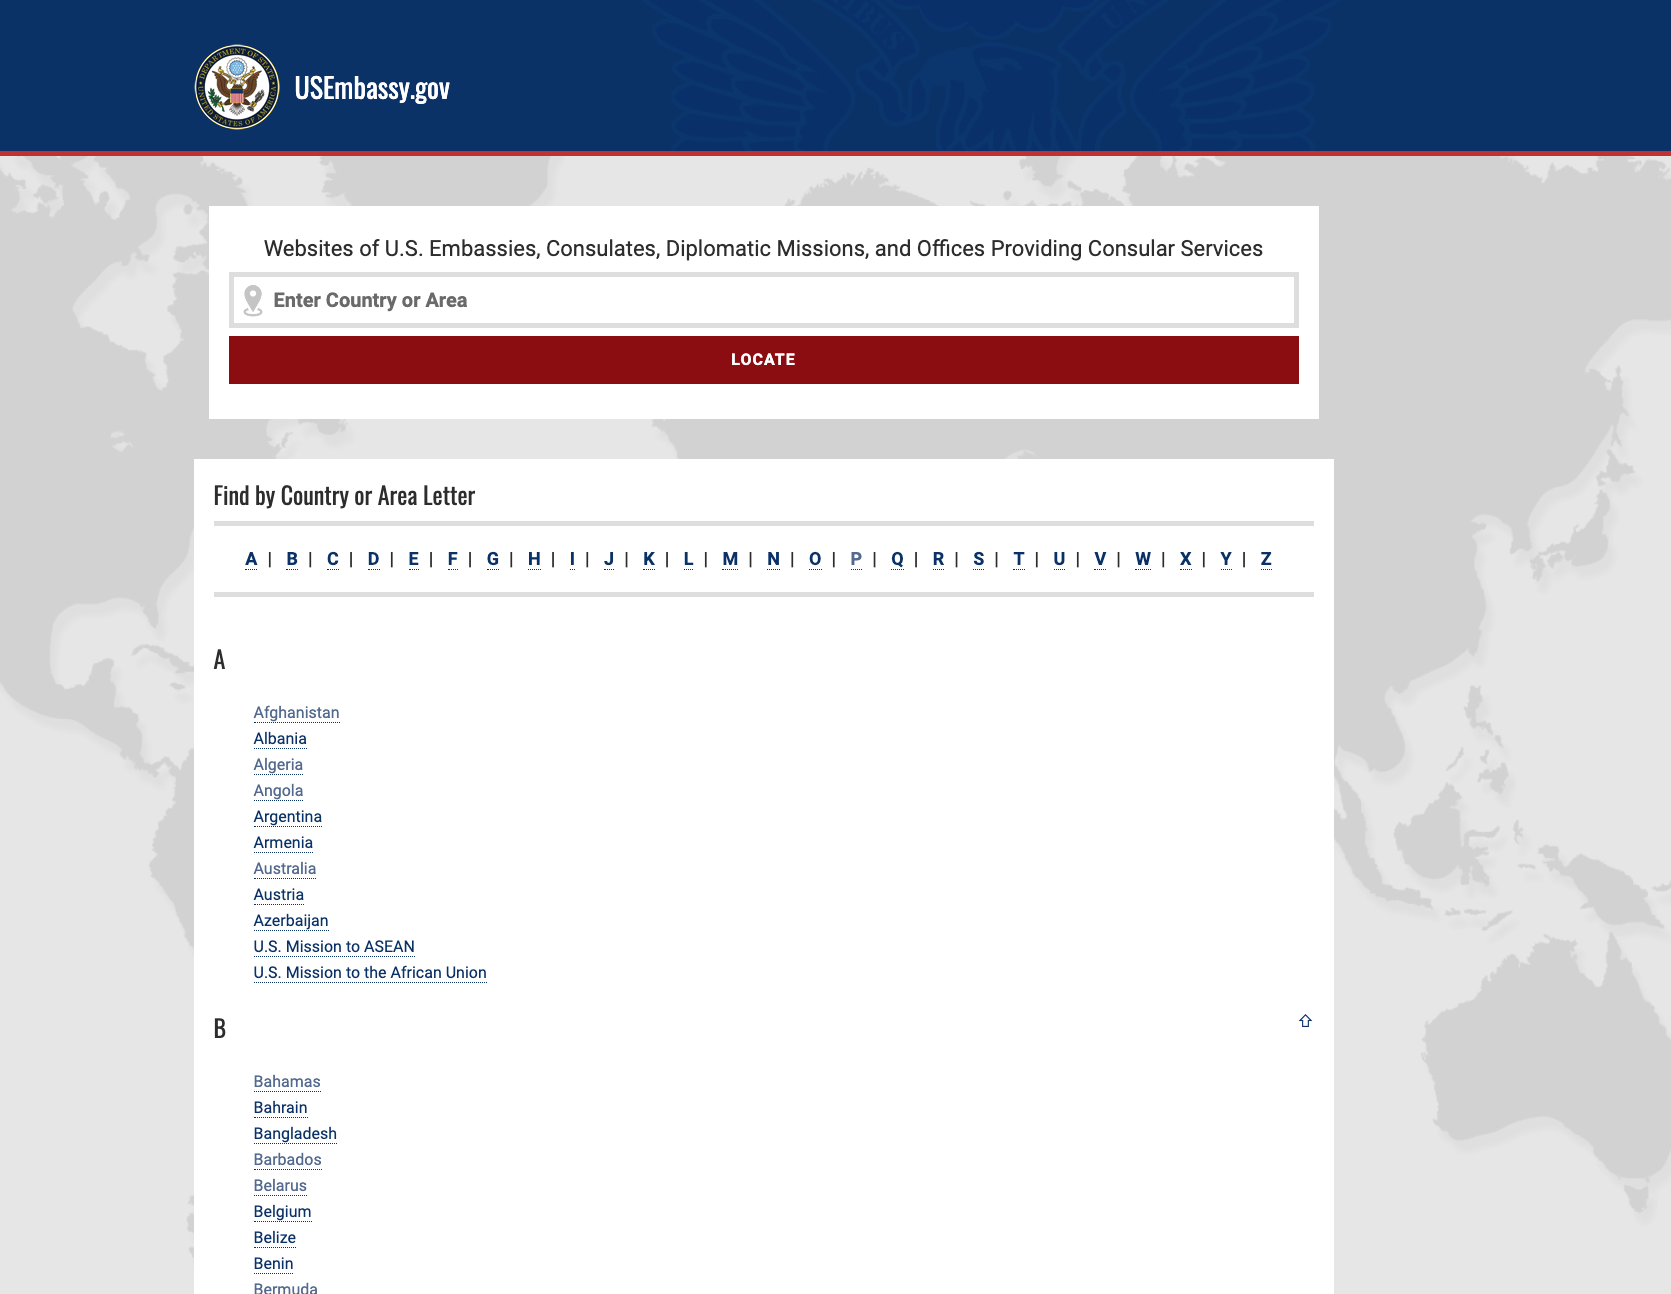 USEmbassy.gov
Websites of U.S. Embassies, Consulates, Diplomatic Missions, and Offices Providing Consular Services
Enter Country or Area
LOCATE
Find by Country or Area Letter
A | B | C | D | E | F | G | H | I | J | K | L | M | N | O | P | Q | R | S | T | U | V | W | X | Y | Z
A
Afghanistan
Albania
Algeria
Angola
Argentina
Armenia
Australia
Austria
Azerbaijan
U.S. Mission to ASEAN
U.S. Mission to the African Union
B
Bahamas
Bahrain
Bangladesh
Barbados
Belarus
Belgium
Belize
Benin
Bermuda